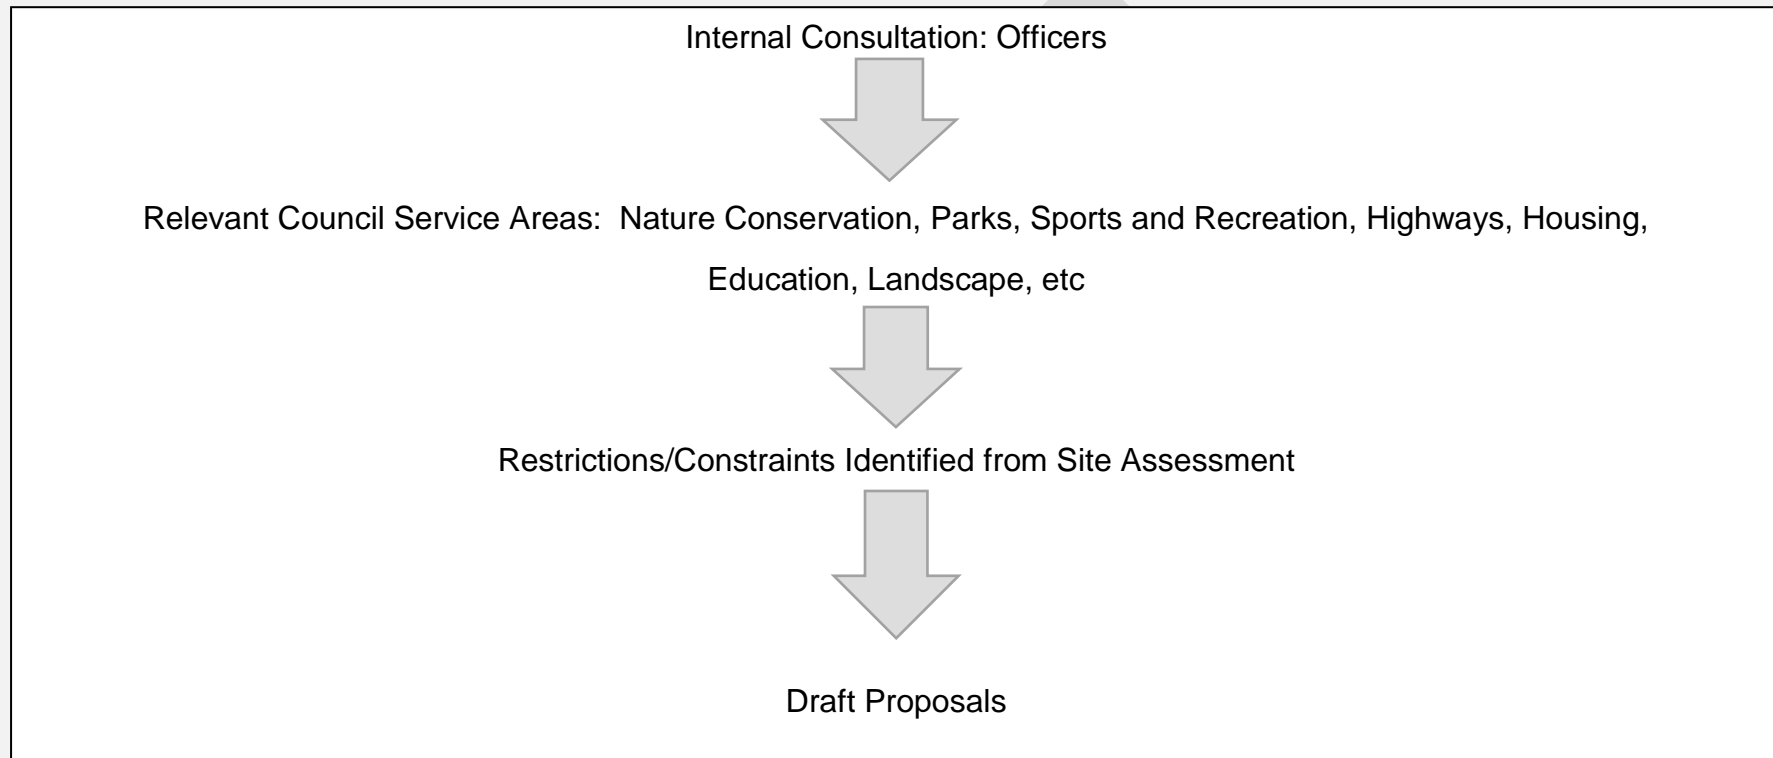 Internal Consultation: Officers
Relevant Council Service Areas:  Nature Conservation, Parks, Sports and Recreation, Highways, Housing,
Education, Landscape, etc
Restrictions/Constraints Identified from Site Assessment
Draft Proposals